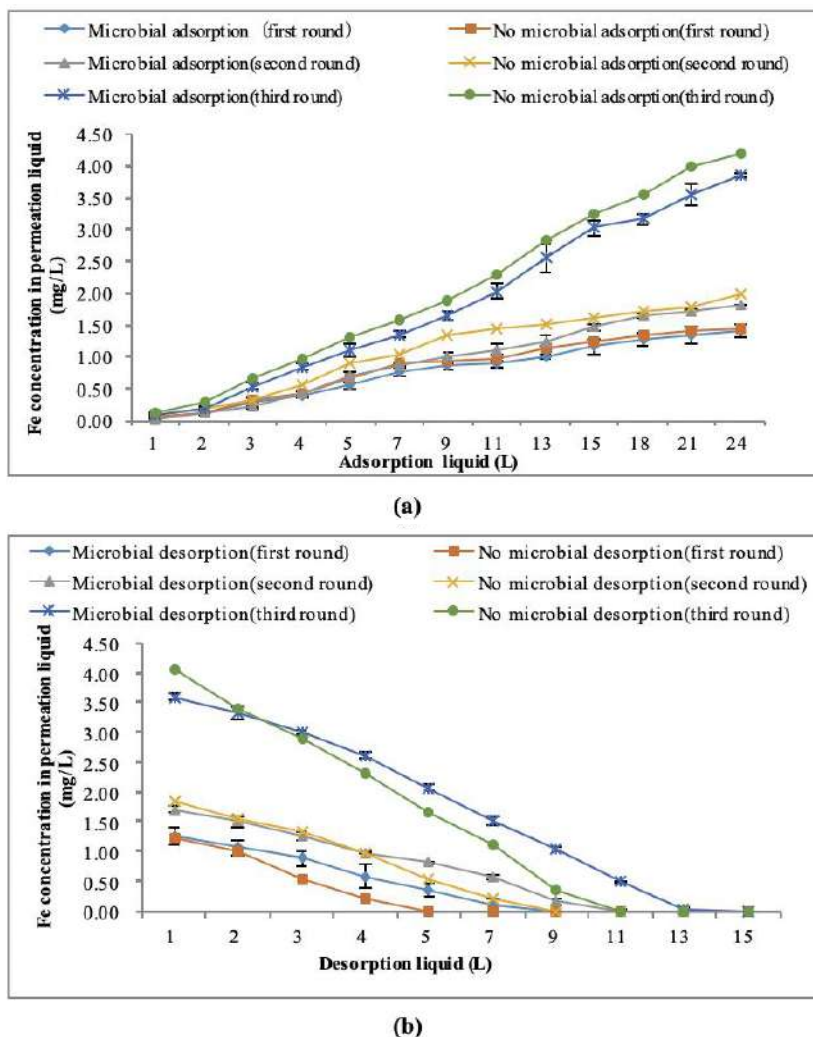 Microbial adsorption (first round)
No microbial adsorption(first round)
Microbial adsorption(second round)
No microbial adsorption(second round)
Microbial adsorption(third round)
No microbial adsorption(third round)
Fe concentration in permeation liquid
(mg/L)
4.50
4.00
3.50
3.00
2.50
2.00
1.50
1.00
0.50
0.00
1 2 3 4 5 7 9 11 13 15 18 21 24
Adsorption liquid (L)
(a)
Microbial desorption(first round)
No microbial desorption(first round)
Microbial desorption(second round)
No microbial desorption(second round)
Microbial desorption(third round)
No microbial desorption(third round)
Fe concentration in permeation liquid
(mg/L)
4.50
4.00
3.50
3.00
2.50
2.00
1.50
1.00
0.50
0.00
1 2 3 4 5 7 9 11 13 15
Desorption liquid (L)
(b)